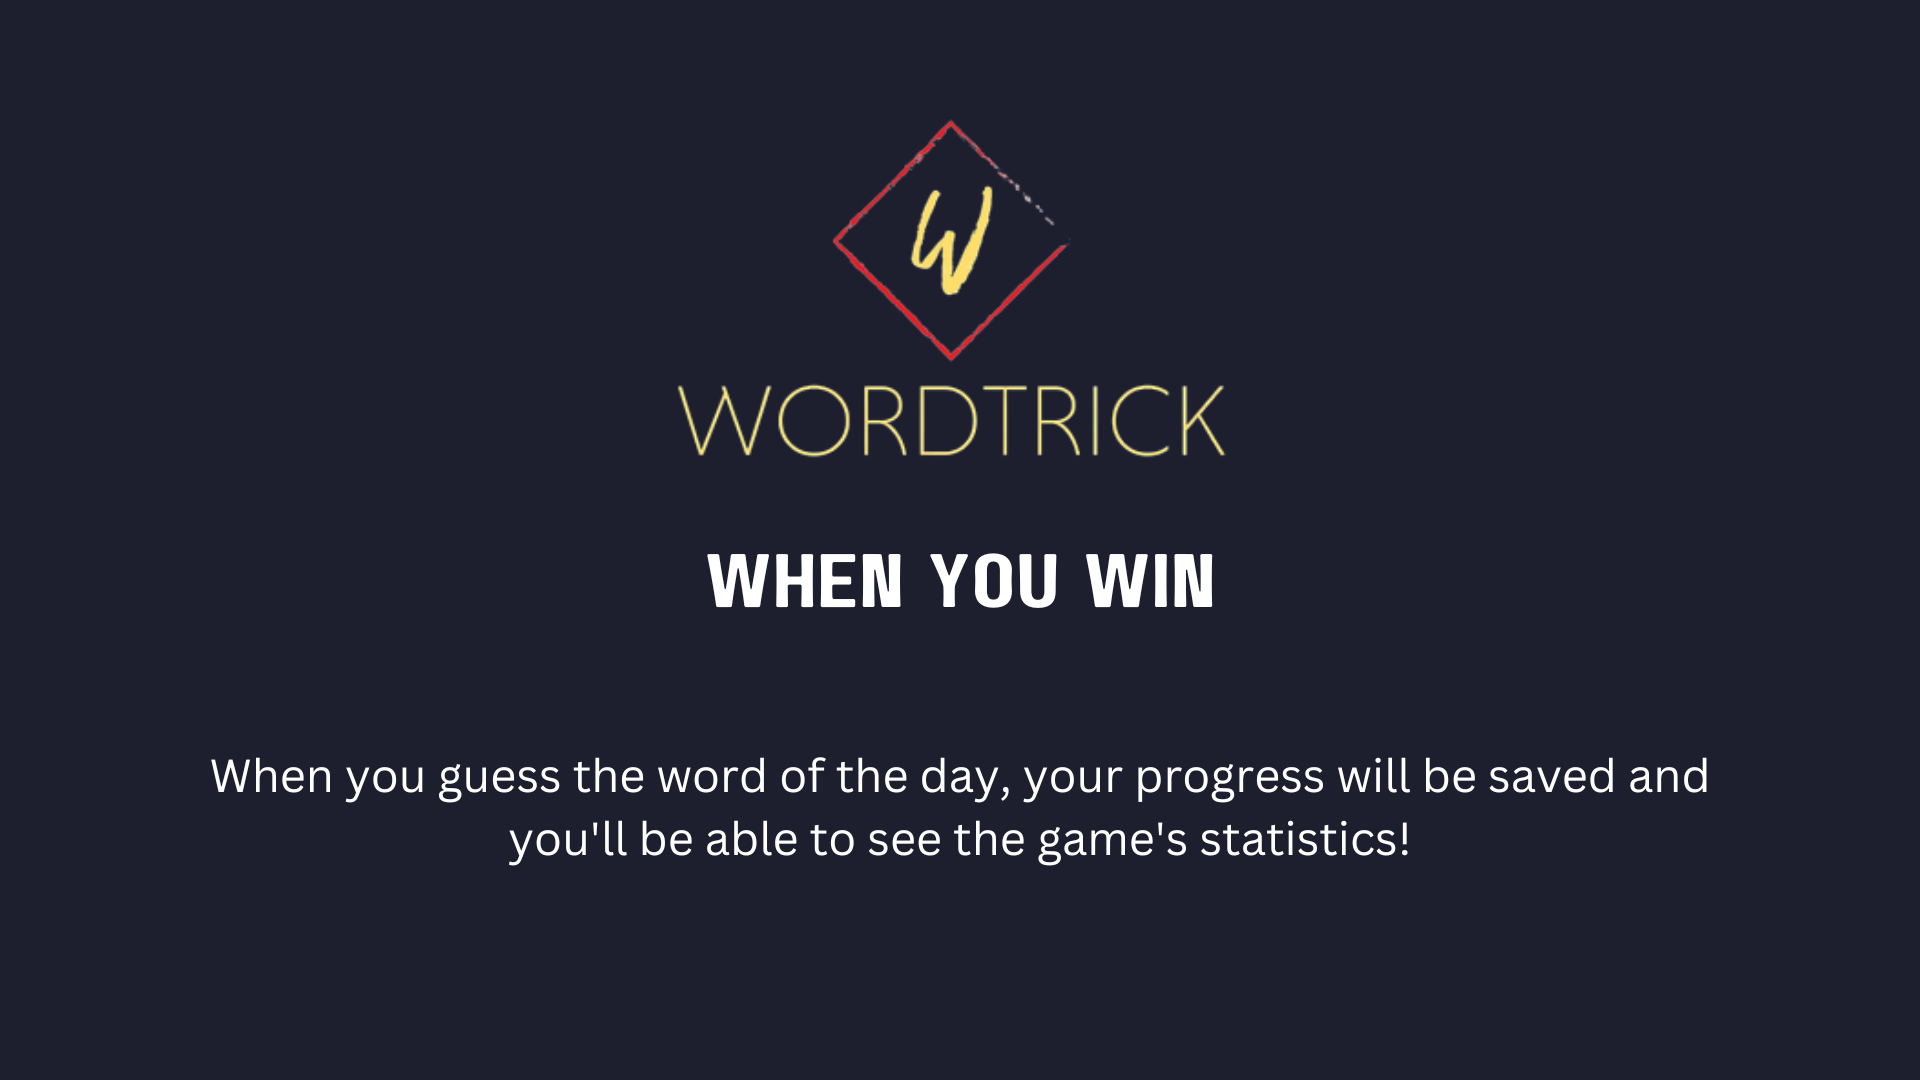 W
WORDTRICK
WHEN YOU WIN
When you guess the word of the day, your progress will be saved and
you'll be able to see the game's statistics!